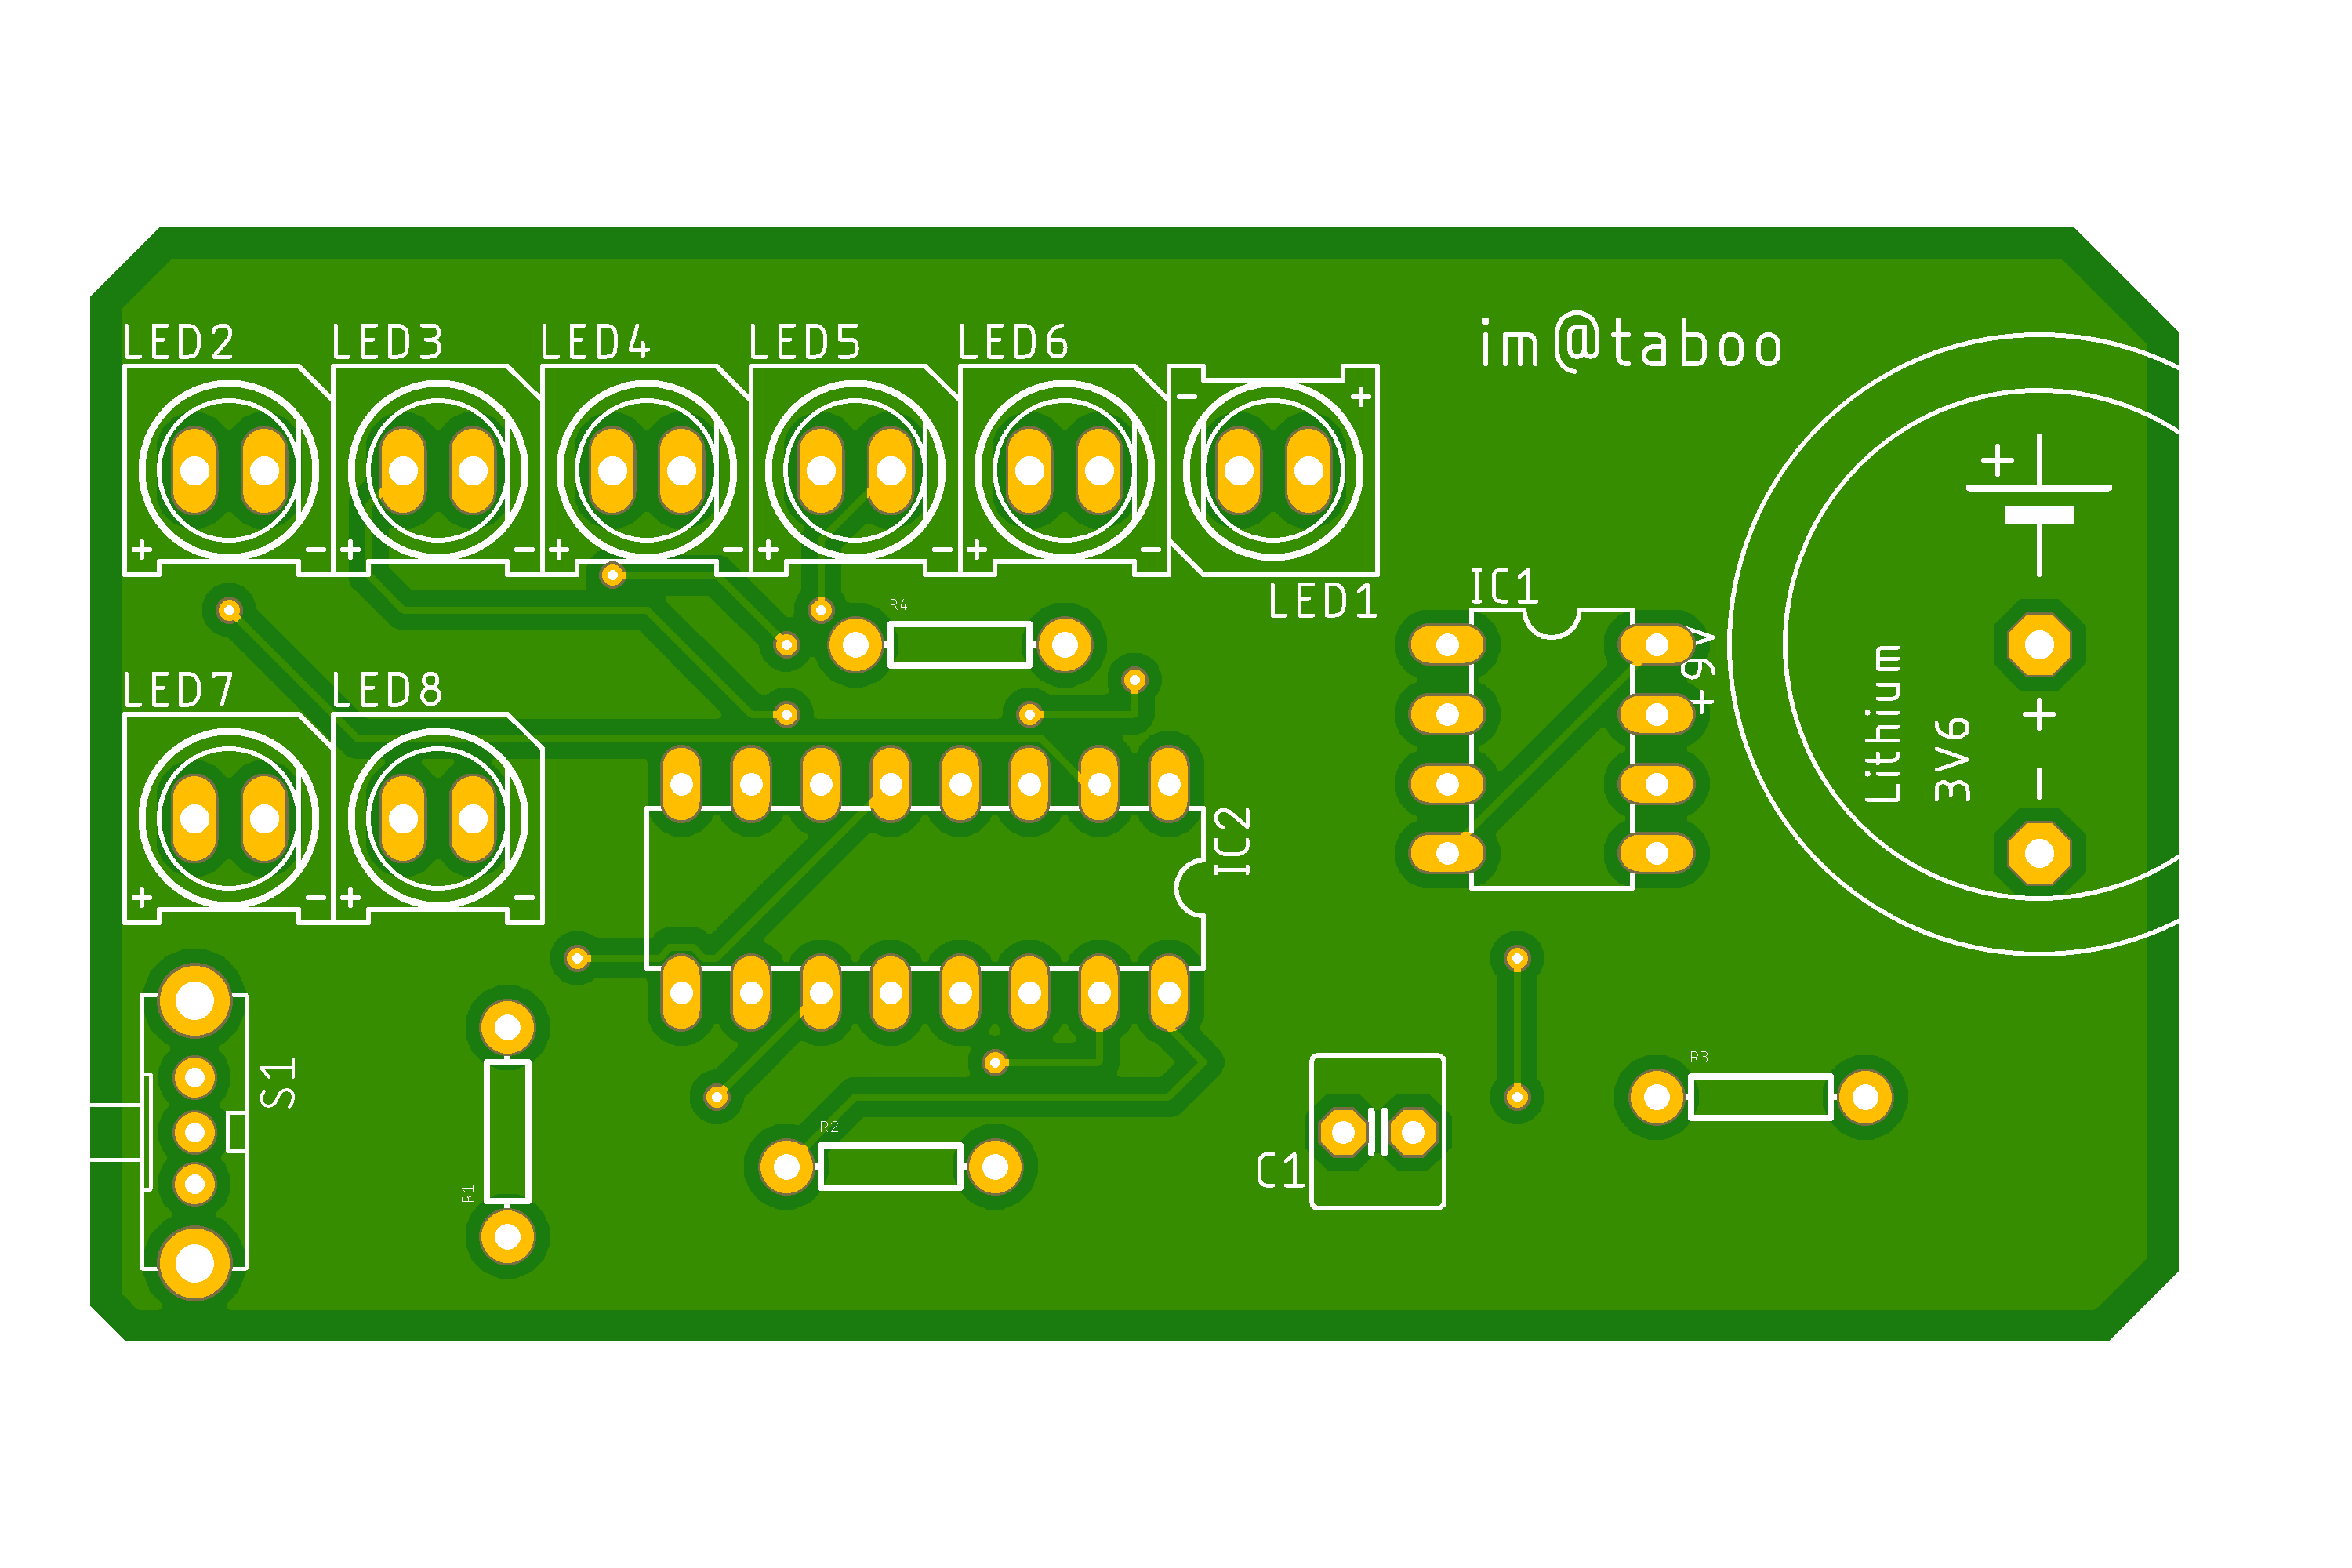 im@taboo
LED2 LED3 LED4 LED5 LED6
- +
+
+ - + - + - + - + -
LED1
IC1
R4
+9v
Lithium
3V6
+
-
LED7 LED8
IC2
+ - + -
S1
R1
R2
C1
R3